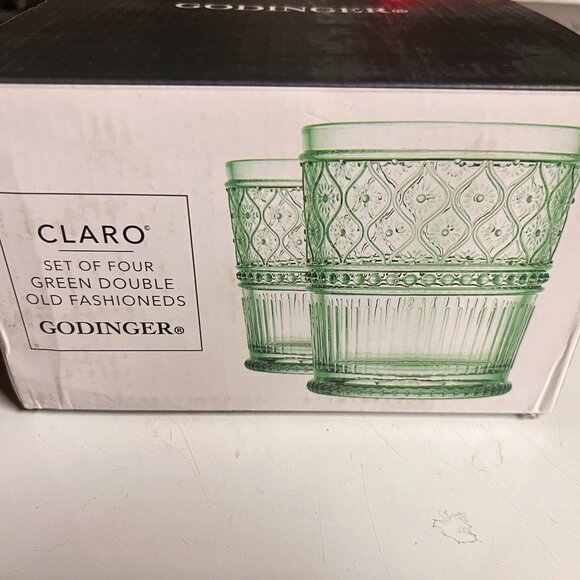 GODINGER®
CLARO©
SET OF FOUR
GREEN DOUBLE
OLD FASHIONEDS
GODINGER®